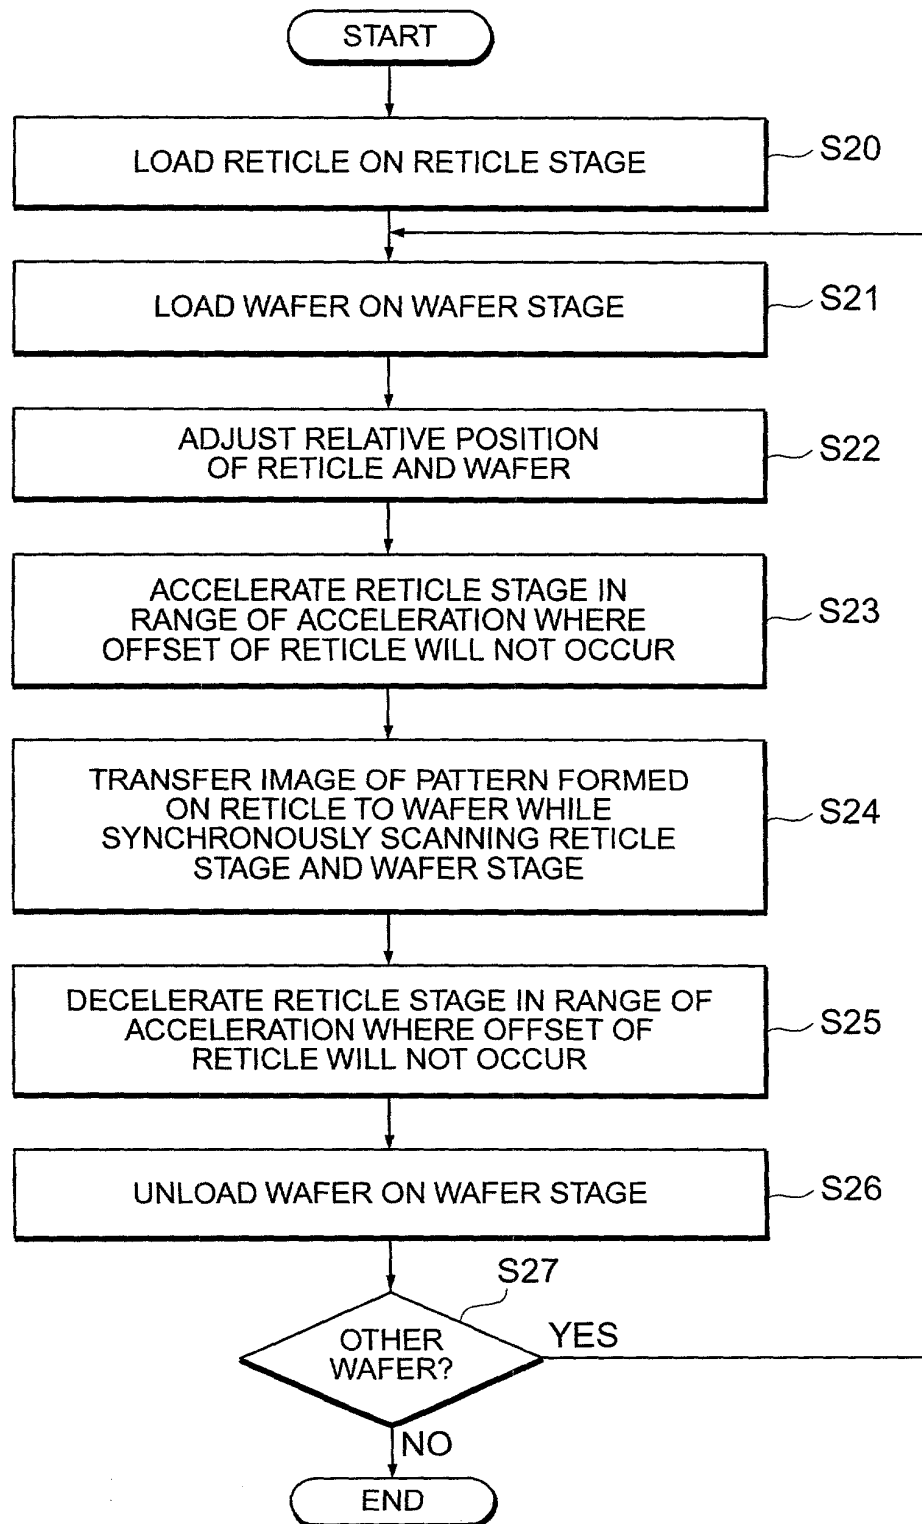 START
LOAD RETICLE ON RETICLE STAGE
S20
LOAD WAFER ON WAFER STAGE
S21
ADJUST RELATIVE POSITION
OF RETICLE AND WAFER
S22
ACCELERATE RETICLE STAGE IN
RANGE OF ACCELERATION WHERE
OFFSET OF RETICLE WILL NOT OCCUR
S23
TRANSFER IMAGE OF PATTERN FORMED
ON RETICLE TO WAFER WHILE
SYNCHRONOUSLY SCANNING RETICLE
STAGE AND WAFER STAGE
S24
DECELERATE RETICLE STAGE IN RANGE OF
ACCELERATION WHERE OFFSET OF
RETICLE WILL NOT OCCUR
S25
UNLOAD WAFER ON WAFER STAGE
S26
S27
OTHER
WAFER?
YES
NO
END